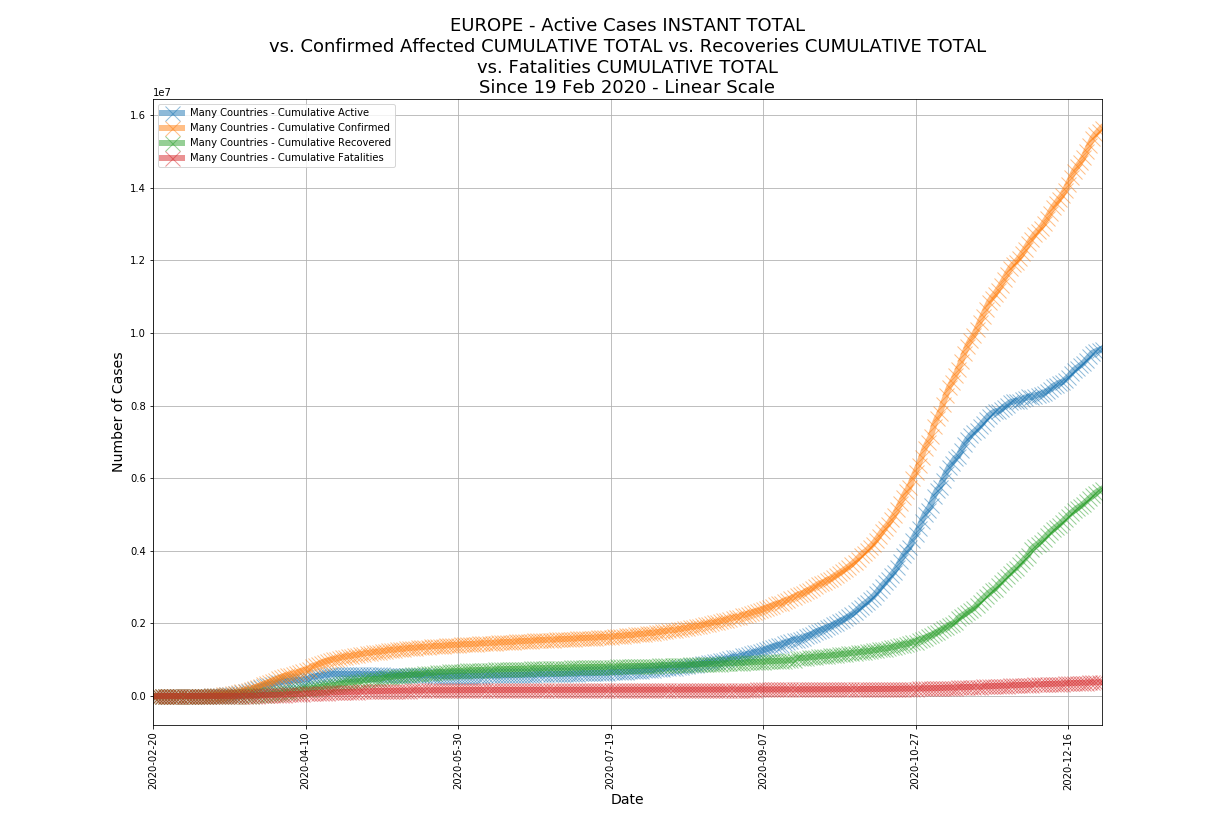 EUROPE - Active Cases INSTANT TOTAL
vs. Confirmed Affected CUMULATIVE TOTAL vs. Recoveries CUMULATIVE TOTAL
vs. Fatalities CUMULATIVE TOTAL
Since 19 Feb 2020 - Linear Scale
1e7
Many Countries - Cumulative Active
Many Countries - Cumulative Confirmed
Many Countries - Cumulative Recovered
Many Countries - Cumulative Fatalities
1.6
1.4
1.2
1.0
0.8
0.6
0.4
0.2
0.0
Number of Cases
2020-02-20
2020-04-10
2020-05-30
2020-07-19
2020-09-07
2020-10-27
2020-12-16
Date